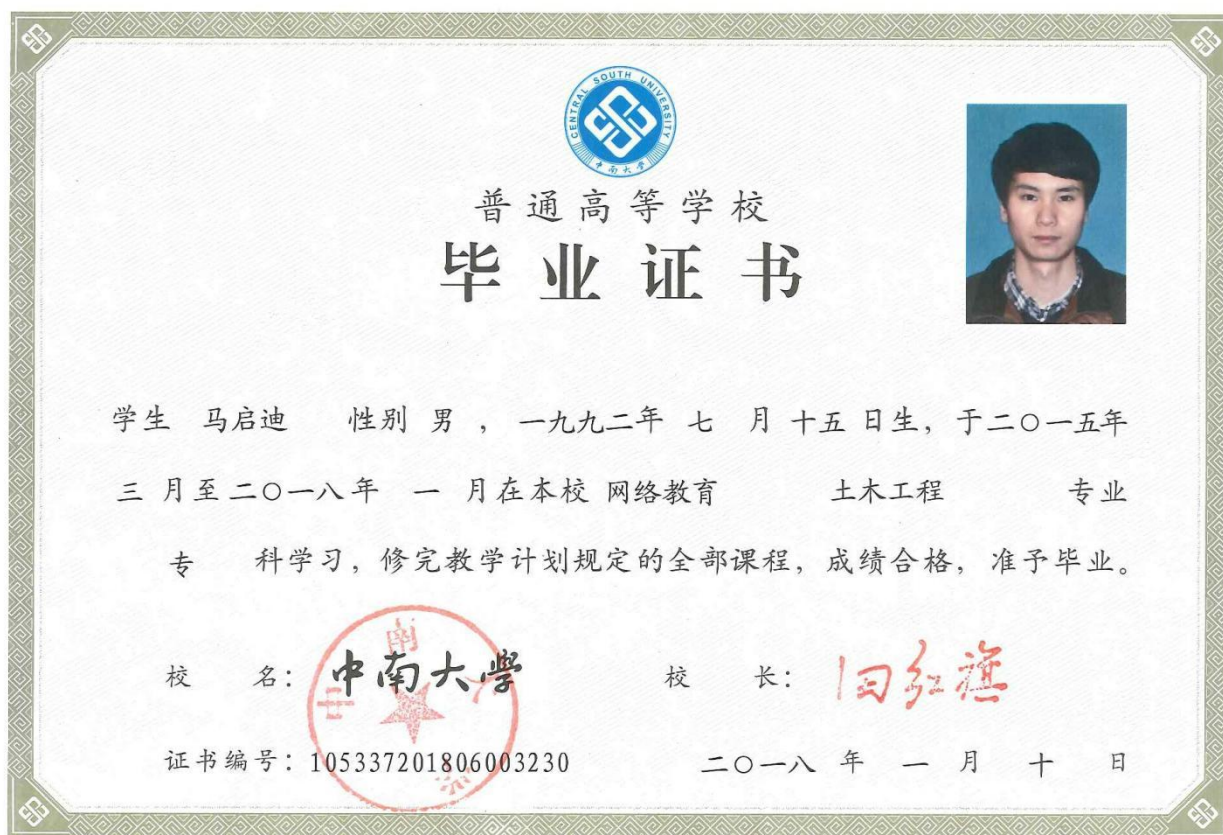 CENTRAL SOUTH UNIVERSITY
中南大学
普通高等学校
毕业证书
学生 马启迪 性别 男 , 一九九二年 七 月 十五 日生, 于二〇一五年
三 月至二〇一八年 一 月在本校 网络教育 土木工程 专业
专 科学习, 修完教学计划规定的全部课程, 成绩合格, 准予毕业。
校 名: 中南大學 校 长: 田红旗
证书编号: 105337201806003230 二〇一八 年 一 月 十 日